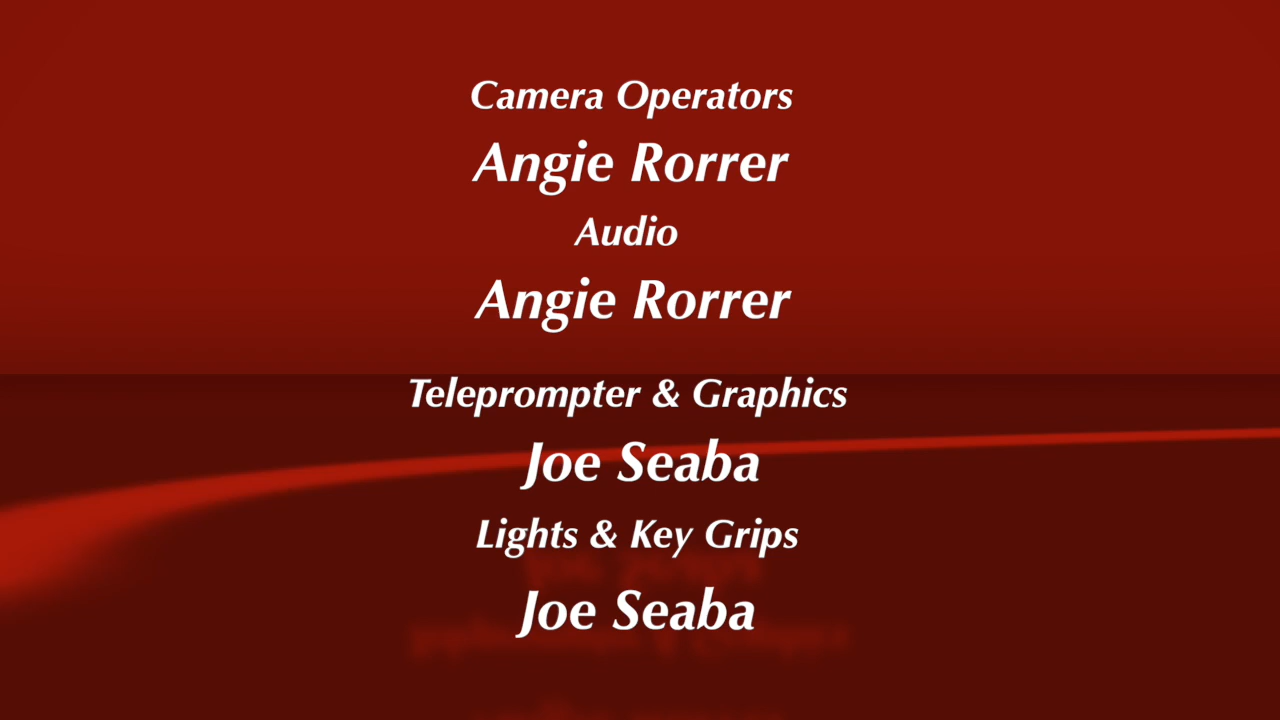 Camera Operators
Angie Rorrer
Audio
Angie Rorrer
Teleprompter & Graphics
Joe Seaba
Lights & Key Grips
Joe Seaba